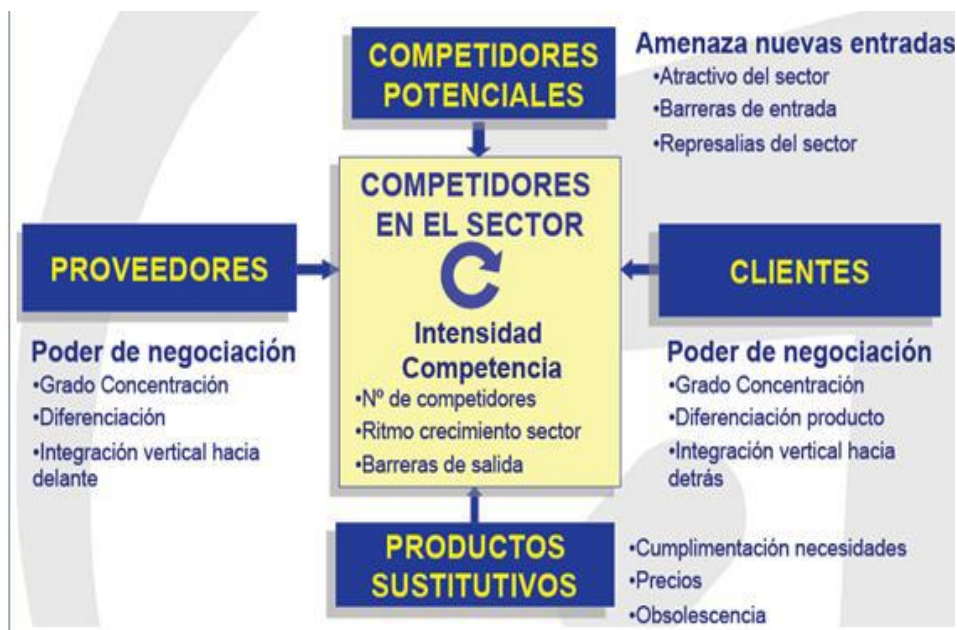 COMPETIDORES
POTENCIALES
Amenaza nuevas entradas
•Atractivo del sector
•Barreras de entrada
•Represalias del sector
COMPETIDORES
EN EL SECTOR
Intensidad
Competencia
•Nº de competidores
•Ritmo crecimiento sector
•Barreras de salida
PROVEEDORES
Poder de negociación
•Grado Concentración
•Diferenciación
•Integración vertical hacia
delante
CLIENTES
Poder de negociación
•Grado Concentración
•Diferenciación producto
•Integración vertical hacia
detrás
PRODUCTOS
SUSTITUTIVOS
•Cumplimentación necesidades
•Precios
•Obsolescencia